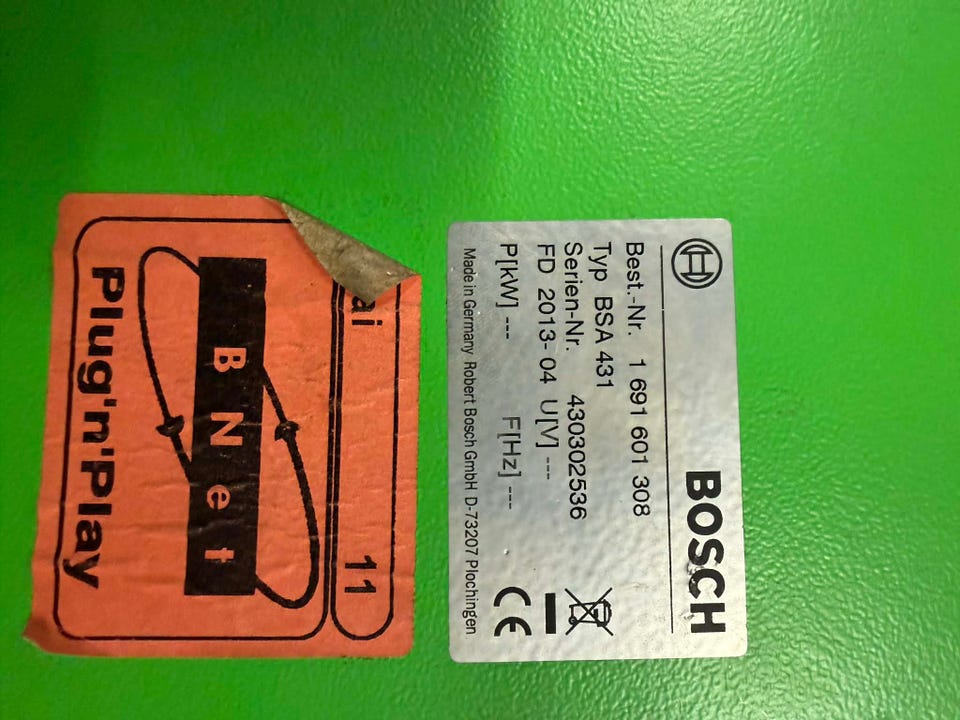 BOSCH
Best.-Nr. 1 691 601 308
Typ BSA 431
Serien-Nr. 430302536
FD 2013-04 U[V] ---
P[kW] --- F[Hz] ---
Made in Germany Robert Bosch GmbH D-73207 Plochingen
CE
11
BNet
Plug'n'Play